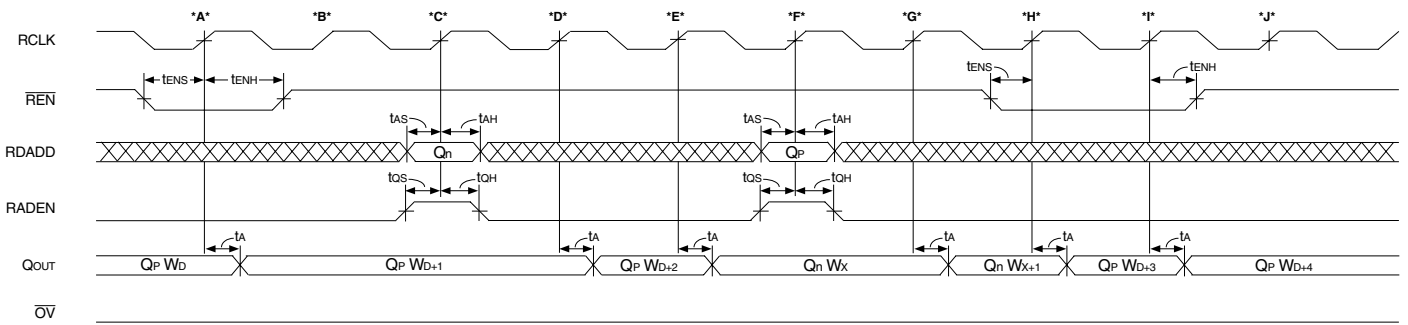 *A* *B* *C* *D* *E* *F* *G* *H* *I* *J*
RCLK
tENS tENH tENS tENH
REN
tAS tAH tAS tAH
RDADD Qn QP
tQS tQH tQS tQH
RADEN
tA tA tA tA tA tA
QOUT QP WD QP WD+1 QP WD+2 Qn WX Qn WX+1 QP WD+3 QP WD+4
OV